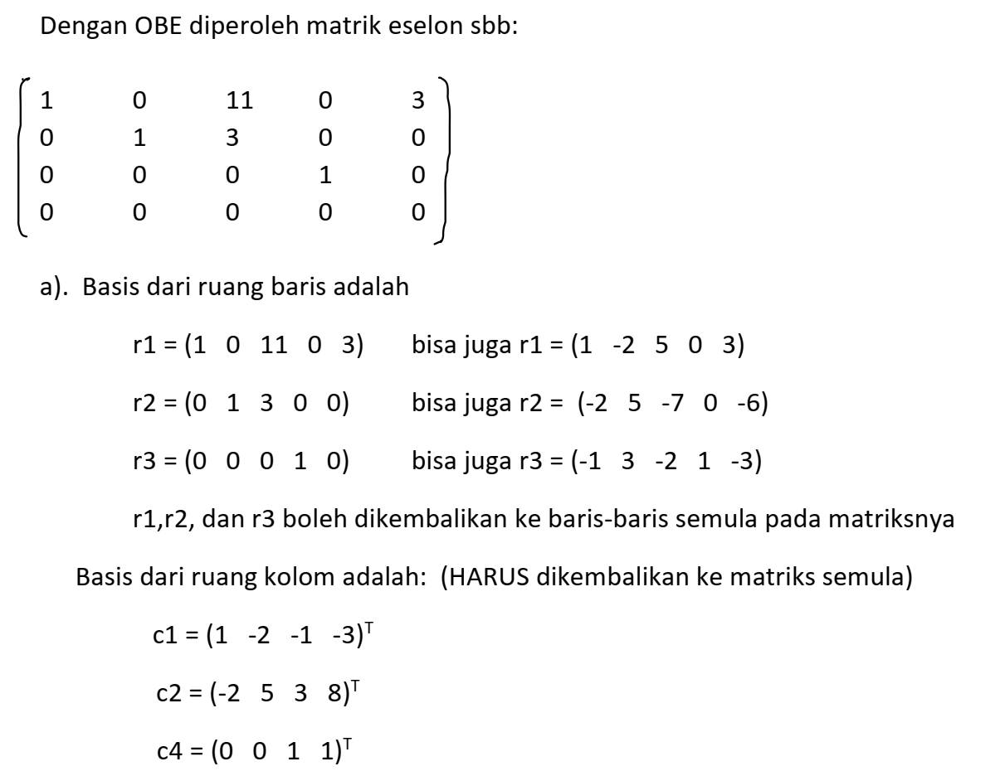 Dengan OBE diperoleh matrik eselon sbb:
1 0 11 0 3
0 1 3 0 0
0 0 0 1 0
0 0 0 0 0
a). Basis dari ruang baris adalah
r1 = (1 0 11 0 3) bisa juga r1 = (1 -2 5 0 3)
r2 = (0 1 3 0 0) bisa juga r2 = (-2 5 -7 0 -6)
r3 = (0 0 0 1 0) bisa juga r3 = (-1 3 -2 1 -3)
r1,r2, dan r3 boleh dikembalikan ke baris-baris semula pada matriksnya
Basis dari ruang kolom adalah: (HARUS dikembalikan ke matriks semula)
c1 = (1 -2 -1 -3)ᵀ
c2 = (-2 5 3 8)ᵀ
c4 = (0 0 1 1)ᵀ